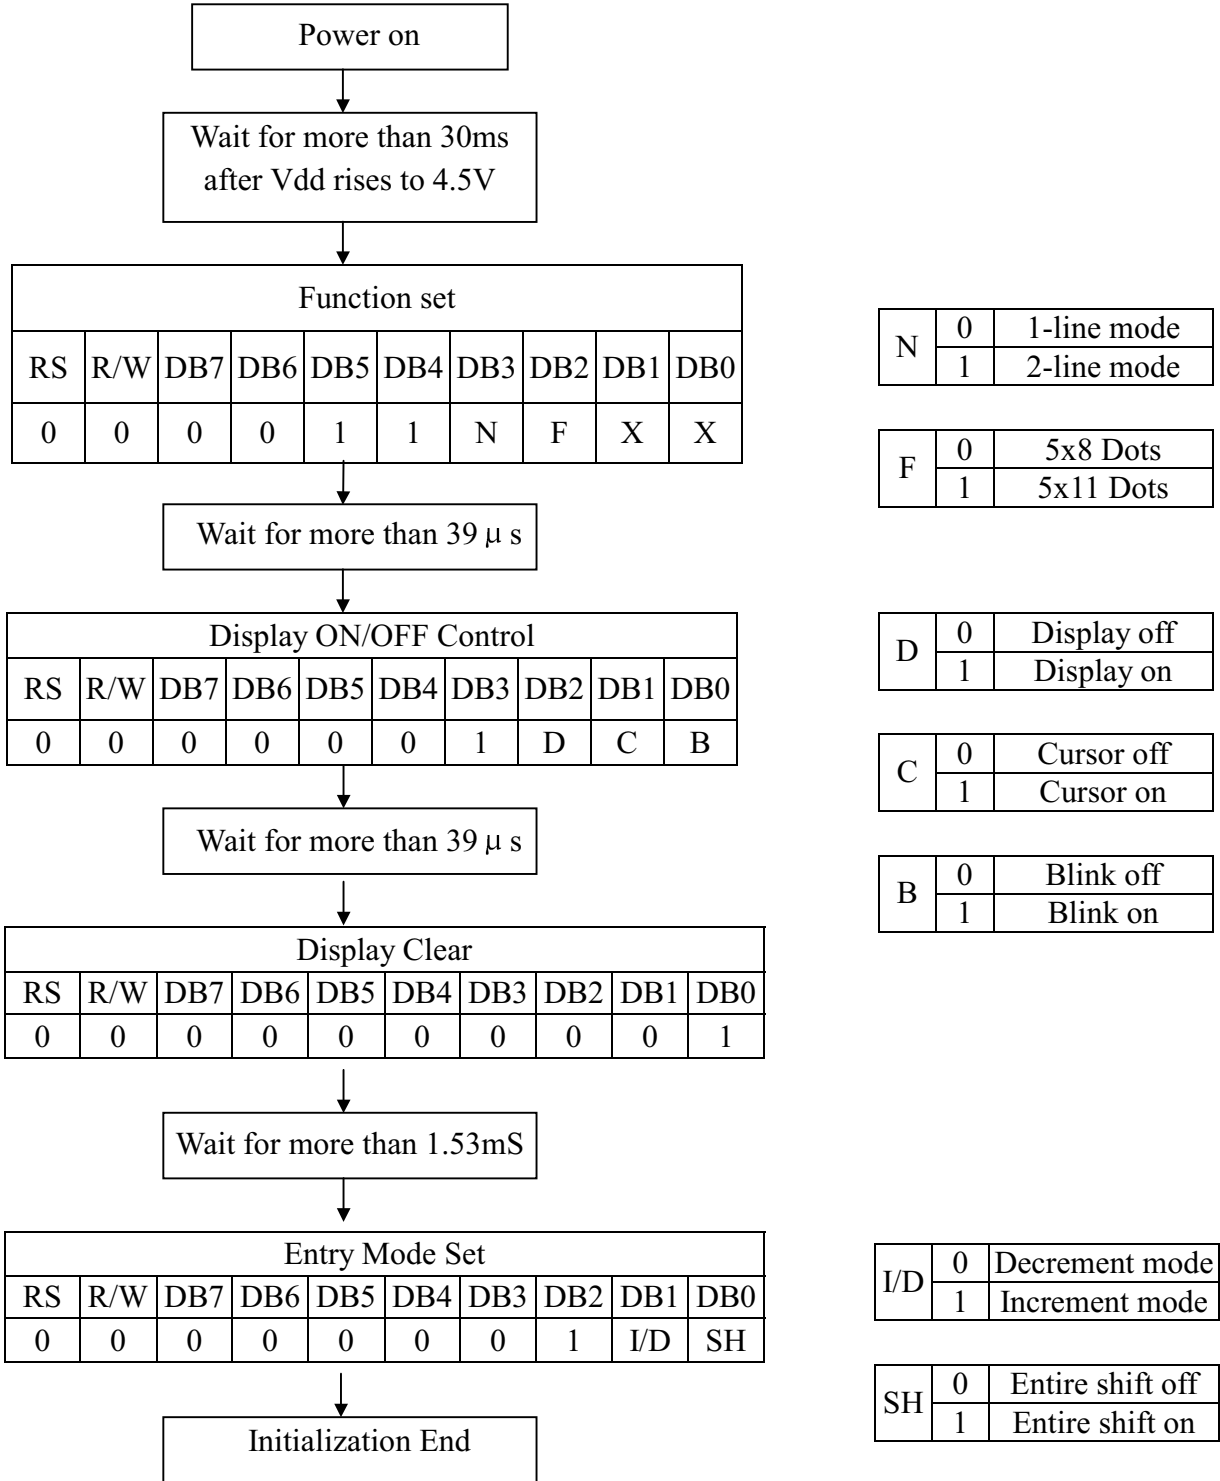 Power on
Wait for more than 30ms
after Vdd rises to 4.5V
Function set
RS R/W DB7 DB6 DB5 DB4 DB3 DB2 DB1 DB0
0 0 0 0 1 1 N F X X
N 0 1-line mode
1 2-line mode
F 0 5x8 Dots
1 5x11 Dots
Wait for more than 39μs
Display ON/OFF Control
RS R/W DB7 DB6 DB5 DB4 DB3 DB2 DB1 DB0
0 0 0 0 0 0 1 D C B
D 0 Display off
1 Display on
C 0 Cursor off
1 Cursor on
B 0 Blink off
1 Blink on
Wait for more than 39μs
Display Clear
RS R/W DB7 DB6 DB5 DB4 DB3 DB2 DB1 DB0
0 0 0 0 0 0 0 0 0 1
Wait for more than 1.53mS
Entry Mode Set
RS R/W DB7 DB6 DB5 DB4 DB3 DB2 DB1 DB0
0 0 0 0 0 0 0 1 I/D SH
I/D 0 Decrement mode
1 Increment mode
SH 0 Entire shift off
1 Entire shift on
Initialization End